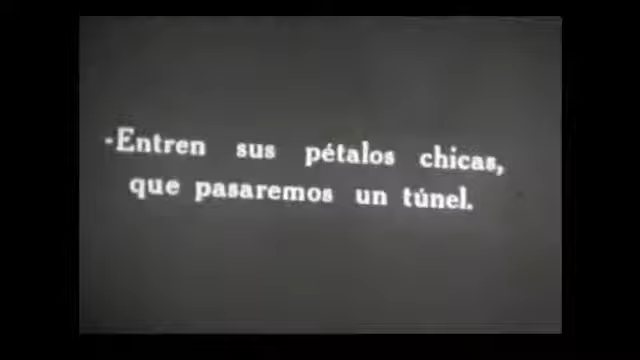 -Entren sus pétalos chicas,
que pasaremos un túnel.